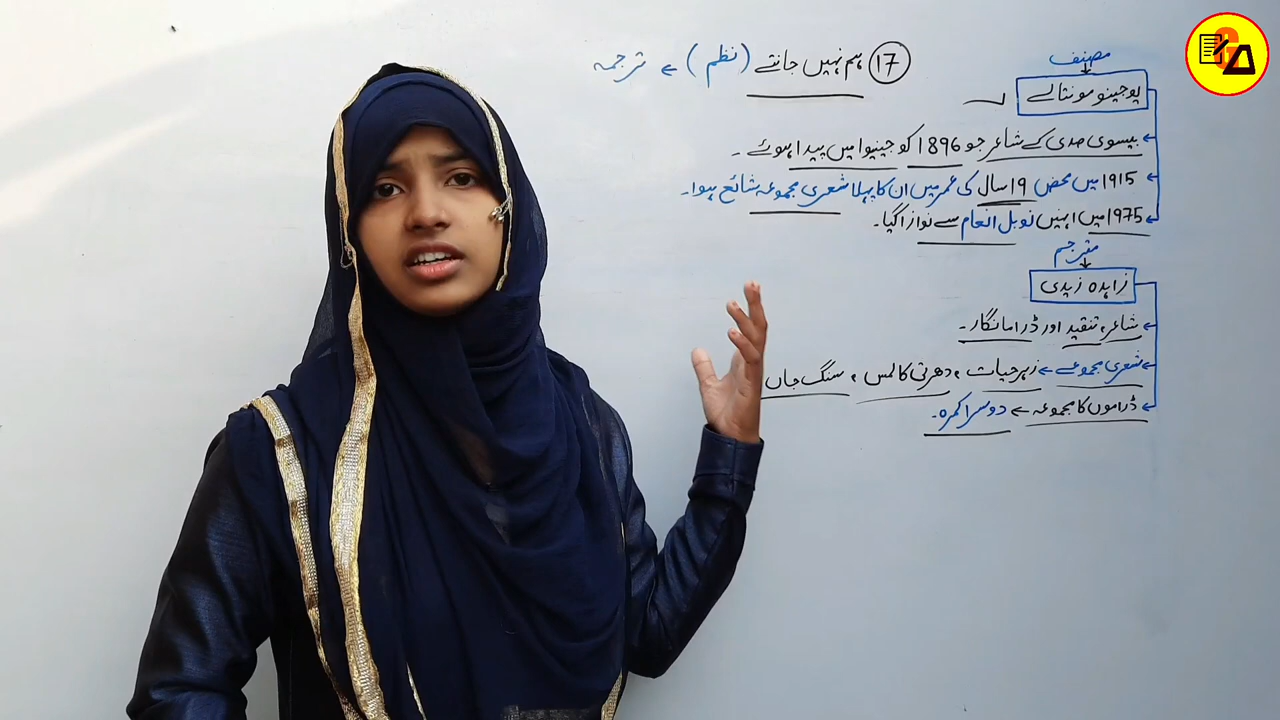 17 ہم نہیں جانتے (نظم) ← ترجمہ
مصنف
یوجینو مونتالے
بیسوی صدی کے شاعر جو 1896 کو جینیوا میں پیدا ہوئے ۔
1915 میں محض 19 سال کی عمر میں ان کا پہلا شعری مجموعہ شائع ہوا۔
1975 میں انہیں نوبل انعام سے نوازا گیا۔
مترجم
زاہدہ زیدی
شاعر، تنقید اور ڈراما نگار۔
شعری مجموعے ← زہر حیات ، دھرتی کا لمس ، سنگ جاں
ڈراموں کا مجموعہ ← دوسرا کمرہ۔